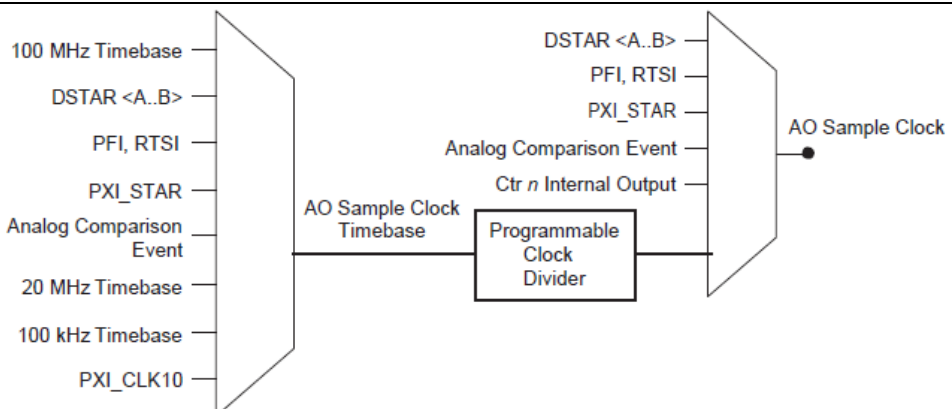 100 MHz Timebase
DSTAR <A..B>
PFI, RTSI
PXI_STAR
Analog Comparison
Event
20 MHz Timebase
100 kHz Timebase
PXI_CLK10
AO Sample Clock
Timebase
Programmable
Clock
Divider
DSTAR <A..B>
PFI, RTSI
PXI_STAR
Analog Comparison Event
Ctr n Internal Output
AO Sample Clock